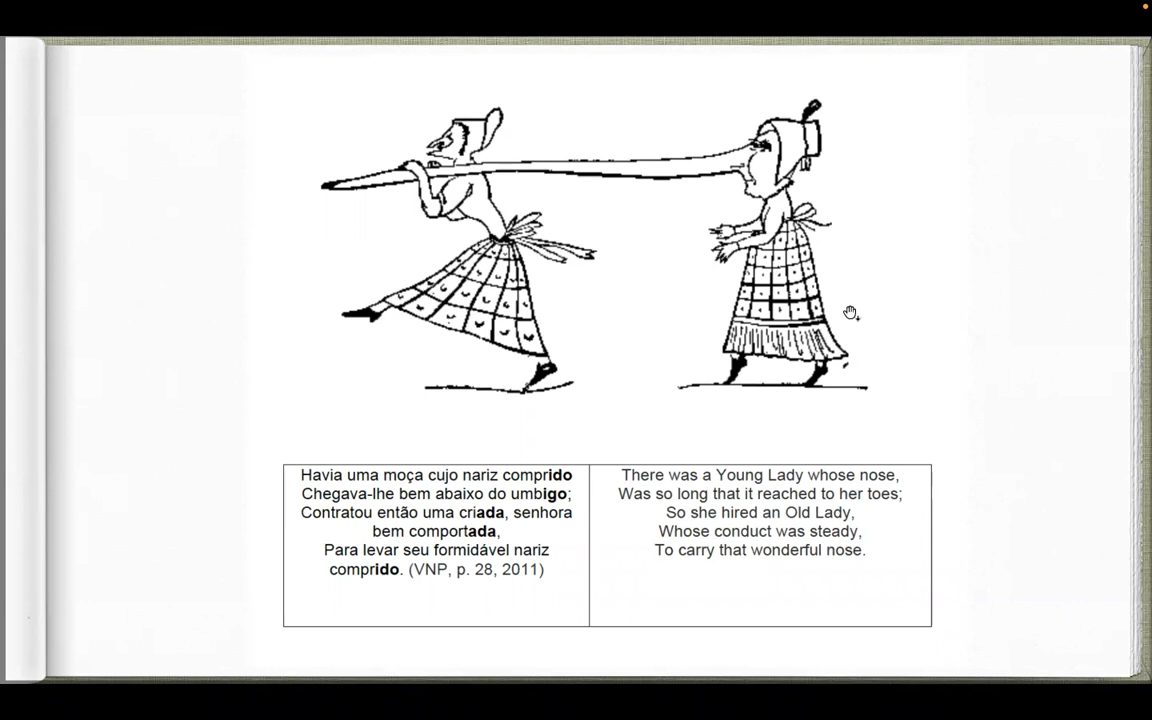 Havia uma moça cujo nariz comprido
Chegava-lhe bem abaixo do umbigo;
Contratou então uma criada, senhora
bem comportada,
Para levar seu formidável nariz
comprido. (VNP, p. 28, 2011)
There was a Young Lady whose nose,
Was so long that it reached to her toes;
So she hired an Old Lady,
Whose conduct was steady,
To carry that wonderful nose.